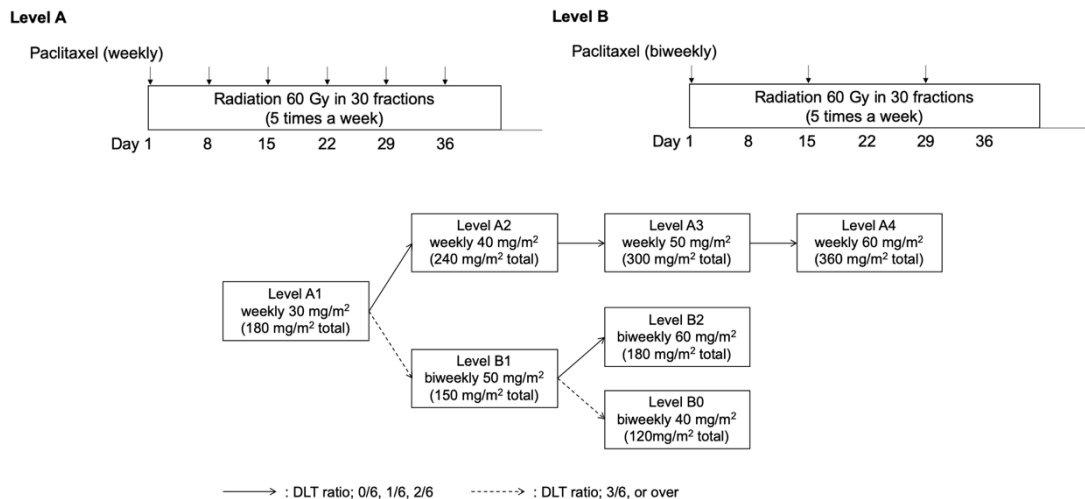 Level A
Paclitaxel (weekly)
Radiation 60 Gy in 30 fractions
(5 times a week)
Day 1 8 15 22 29 36
Level B
Paclitaxel (biweekly)
Radiation 60 Gy in 30 fractions
(5 times a week)
Day 1 8 15 22 29 36
Level A1
weekly 30 mg/m²
(180 mg/m² total)
Level A2
weekly 40 mg/m²
(240 mg/m² total)
Level A3
weekly 50 mg/m²
(300 mg/m² total)
Level A4
weekly 60 mg/m²
(360 mg/m² total)
Level B1
biweekly 50 mg/m²
(150 mg/m² total)
Level B2
biweekly 60 mg/m²
(180 mg/m² total)
Level B0
biweekly 40 mg/m²
(120mg/m² total)
: DLT ratio; 0/6, 1/6, 2/6
: DLT ratio; 3/6, or over